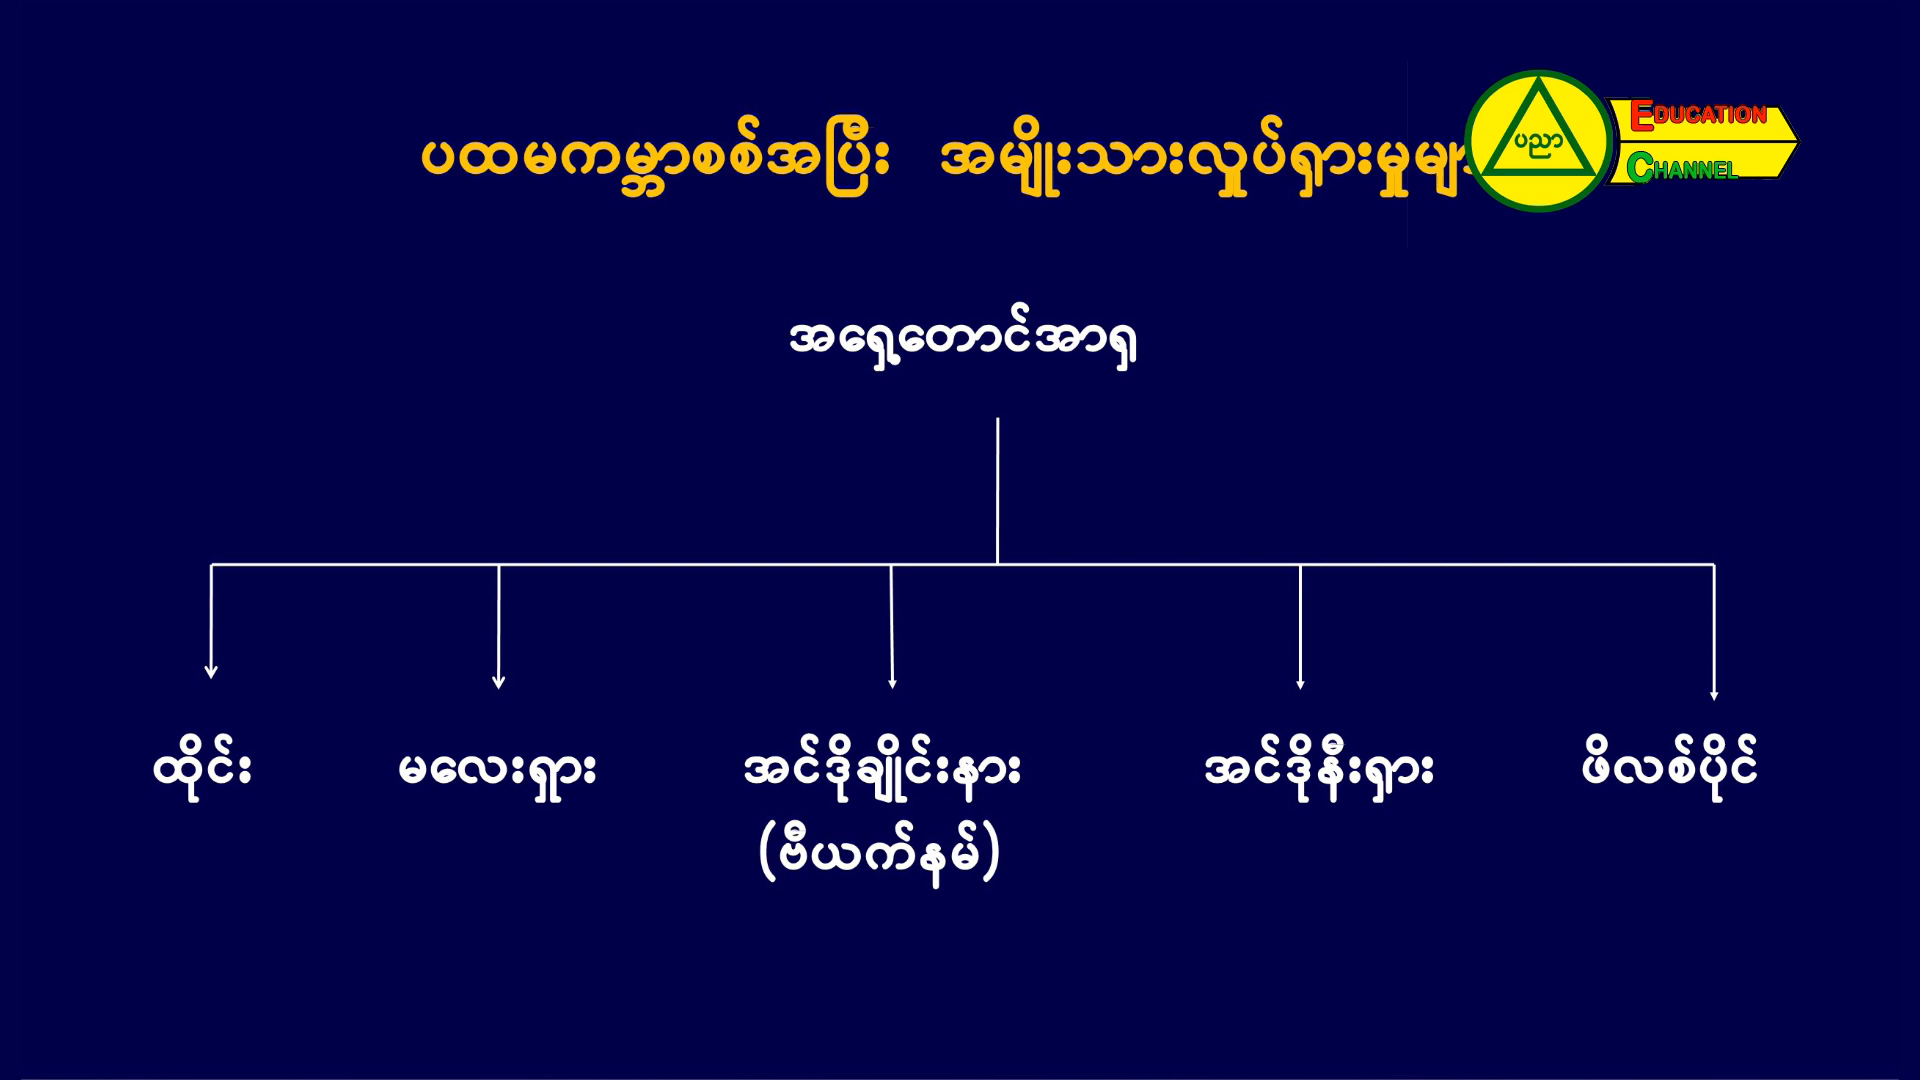 ပထမကမ္ဘာစစ်အပြီး အမျိုးသားလှုပ်ရှားမှုမျာ
ပညာ
EDUCATION
CHANNEL
အရှေ့တောင်အာရှ
ထိုင်း မလေးရှား အင်ဒိုချိုင်းနား အင်ဒိုနီးရှား ဖိလစ်ပိုင်
(ဗီယက်နမ်)